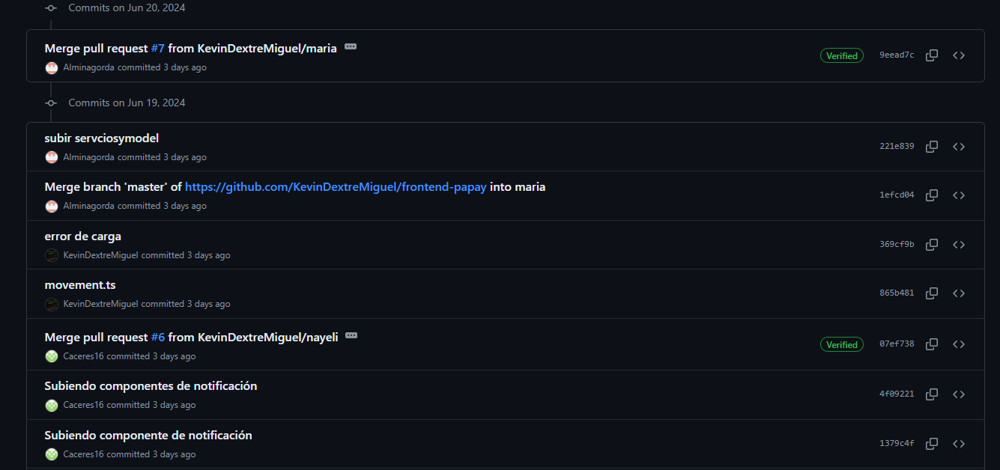 Commits on Jun 20, 2024
Merge pull request #7 from KevinDextreMiguel/maria
Verified
9eead7c
Alminagorda committed 3 days ago
Commits on Jun 19, 2024
subir servciosymodel
221e839
Alminagorda committed 3 days ago
Merge branch 'master' of https://github.com/KevinDextreMiguel/frontend-papay into maria
1efcd04
Alminagorda committed 3 days ago
error de carga
369cf9b
KevinDextreMiguel committed 3 days ago
movement.ts
865b481
KevinDextreMiguel committed 3 days ago
Merge pull request #6 from KevinDextreMiguel/nayeli
Verified
07ef738
Caceres16 committed 3 days ago
Subiendo componentes de notificación
4f09221
Caceres16 committed 3 days ago
Subiendo componente de notificación
1379c4f
Caceres16 committed 3 days ago